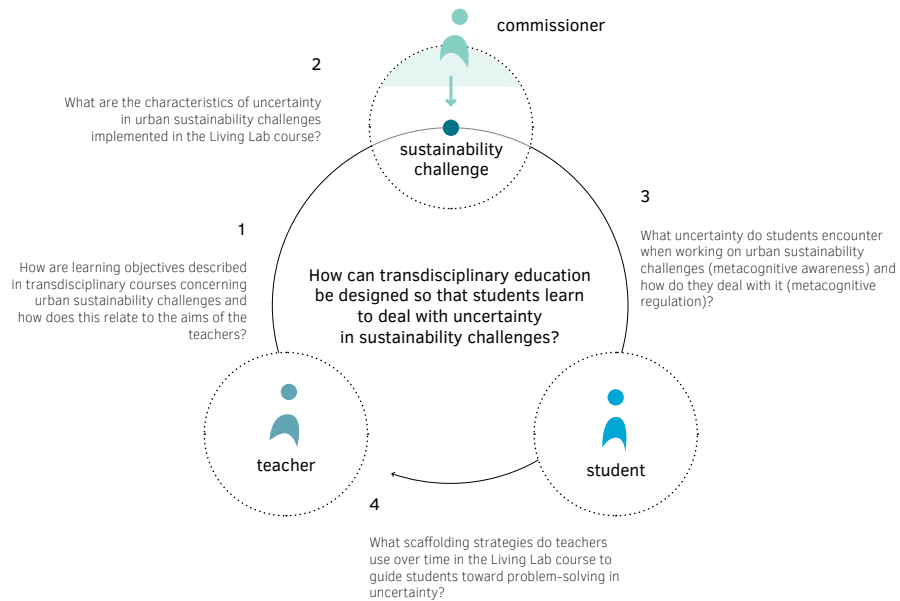 commissioner
2
What are the characteristics of uncertainty
in urban sustainability challenges
implemented in the Living Lab course?
sustainability
challenge
3
What uncertainty do students encounter
when working on urban sustainability
challenges (metacognitive awareness) and
how do they deal with it (metacognitive
regulation)?
1
How are learning objectives described
in transdisciplinary courses concerning
urban sustainability challenges and
how does this relate to the aims of the
teachers?
How can transdisciplinary education
be designed so that students learn
to deal with uncertainty
in sustainability challenges?
teacher
student
4
What scaffolding strategies do teachers
use over time in the Living Lab course to
guide students toward problem-solving in
uncertainty?